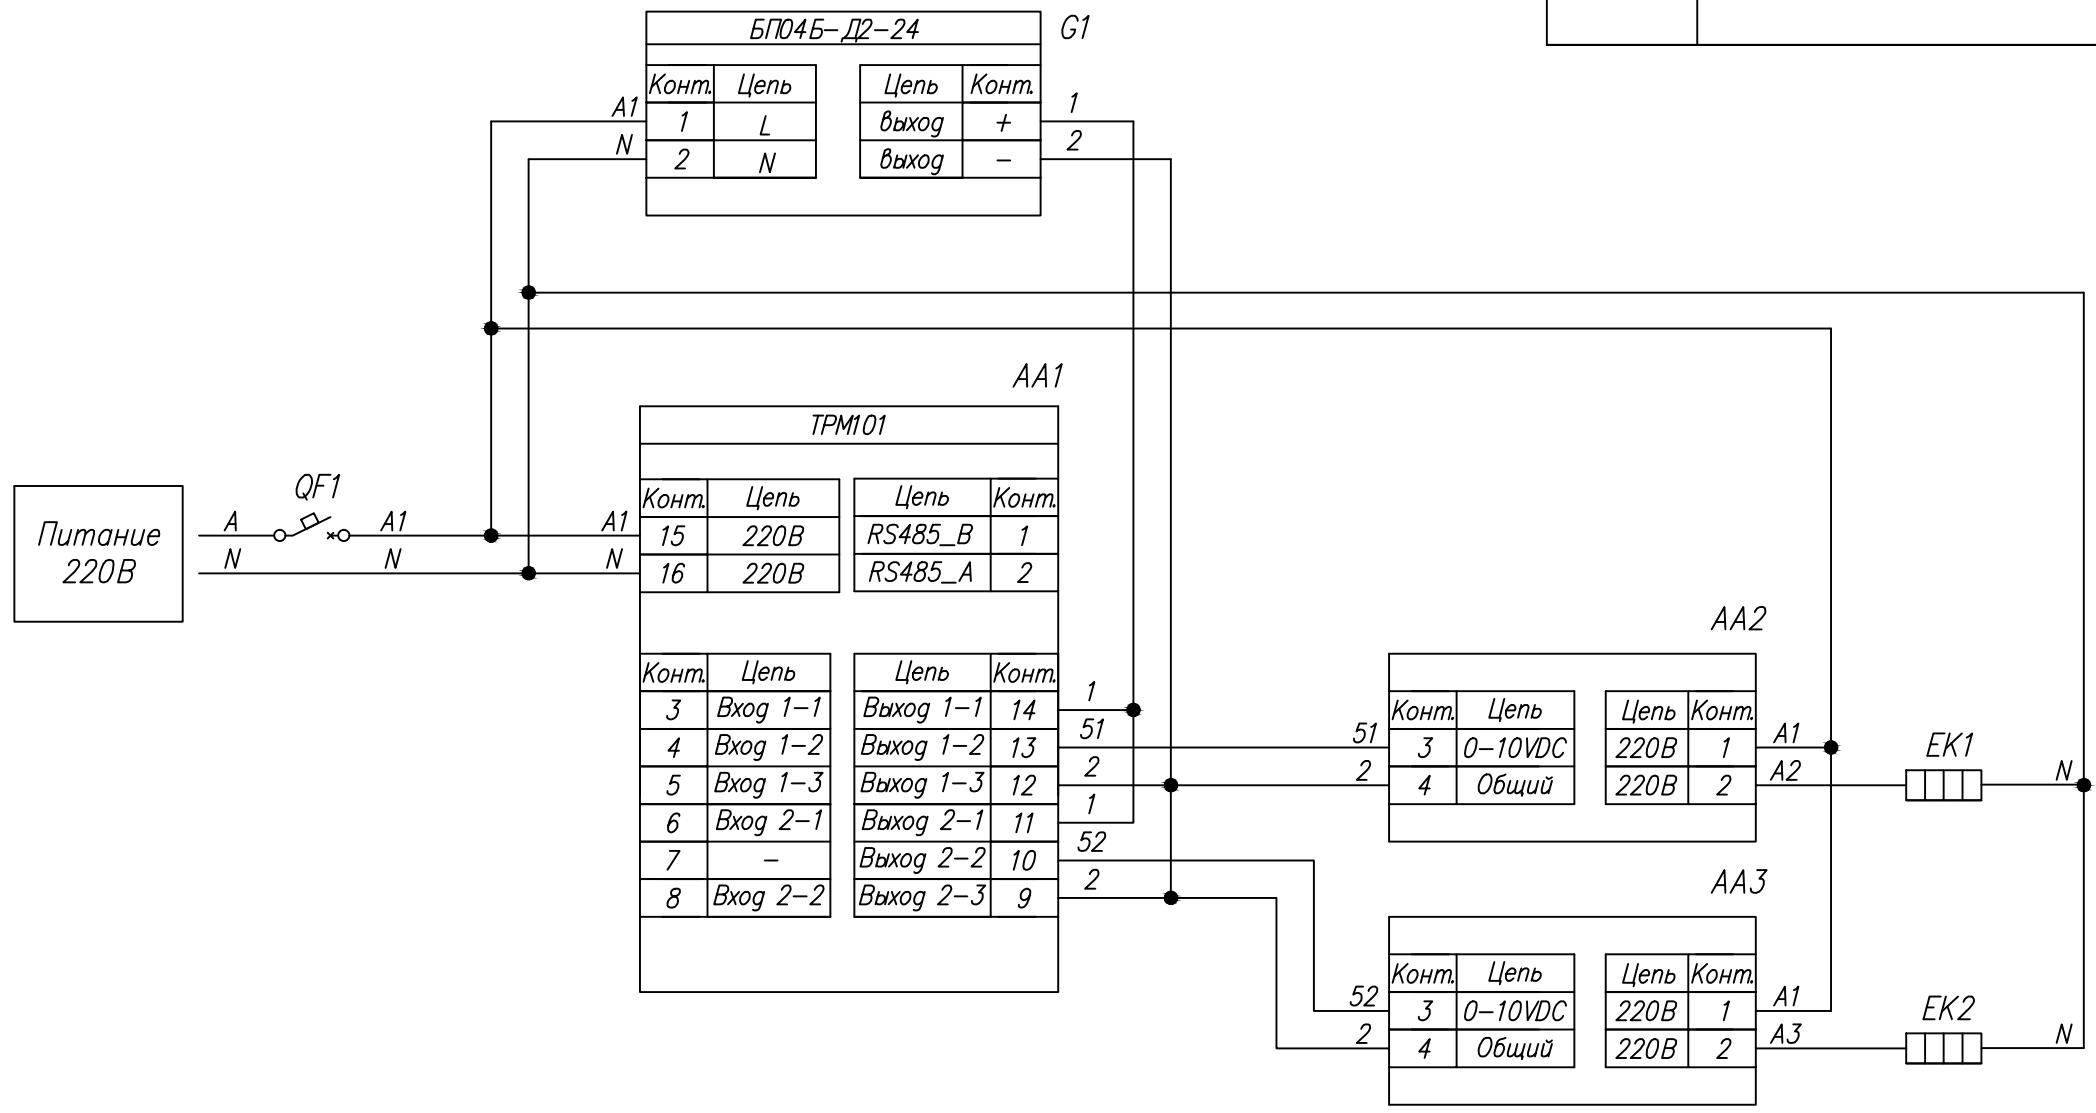 БП04Б-Д2-24
G1
Конт. Цепь Цепь Конт.
A1 1 L выход + 1
N 2 N выход - 2
AA1
ТРМ101
QF1
Питание
220В
A A1 A1
N N N
Конт. Цепь Цепь Конт.
15 220В RS485_B 1
16 220В RS485_A 2
Конт. Цепь Цепь Конт.
3 Вход 1-1 Выход 1-1 14 1
4 Вход 1-2 Выход 1-2 13 51
5 Вход 1-3 Выход 1-3 12 2
6 Вход 2-1 Выход 2-1 11 1
7 - Выход 2-2 10 52
8 Вход 2-2 Выход 2-3 9 2
AA2
Конт. Цепь Цепь Конт.
51 3 0-10VDC 220В 1 A1
2 4 Общий 220В 2 A2
EK1
N
AA3
Конт. Цепь Цепь Конт.
52 3 0-10VDC 220В 1 A1
2 4 Общий 220В 2 A3
EK2
N